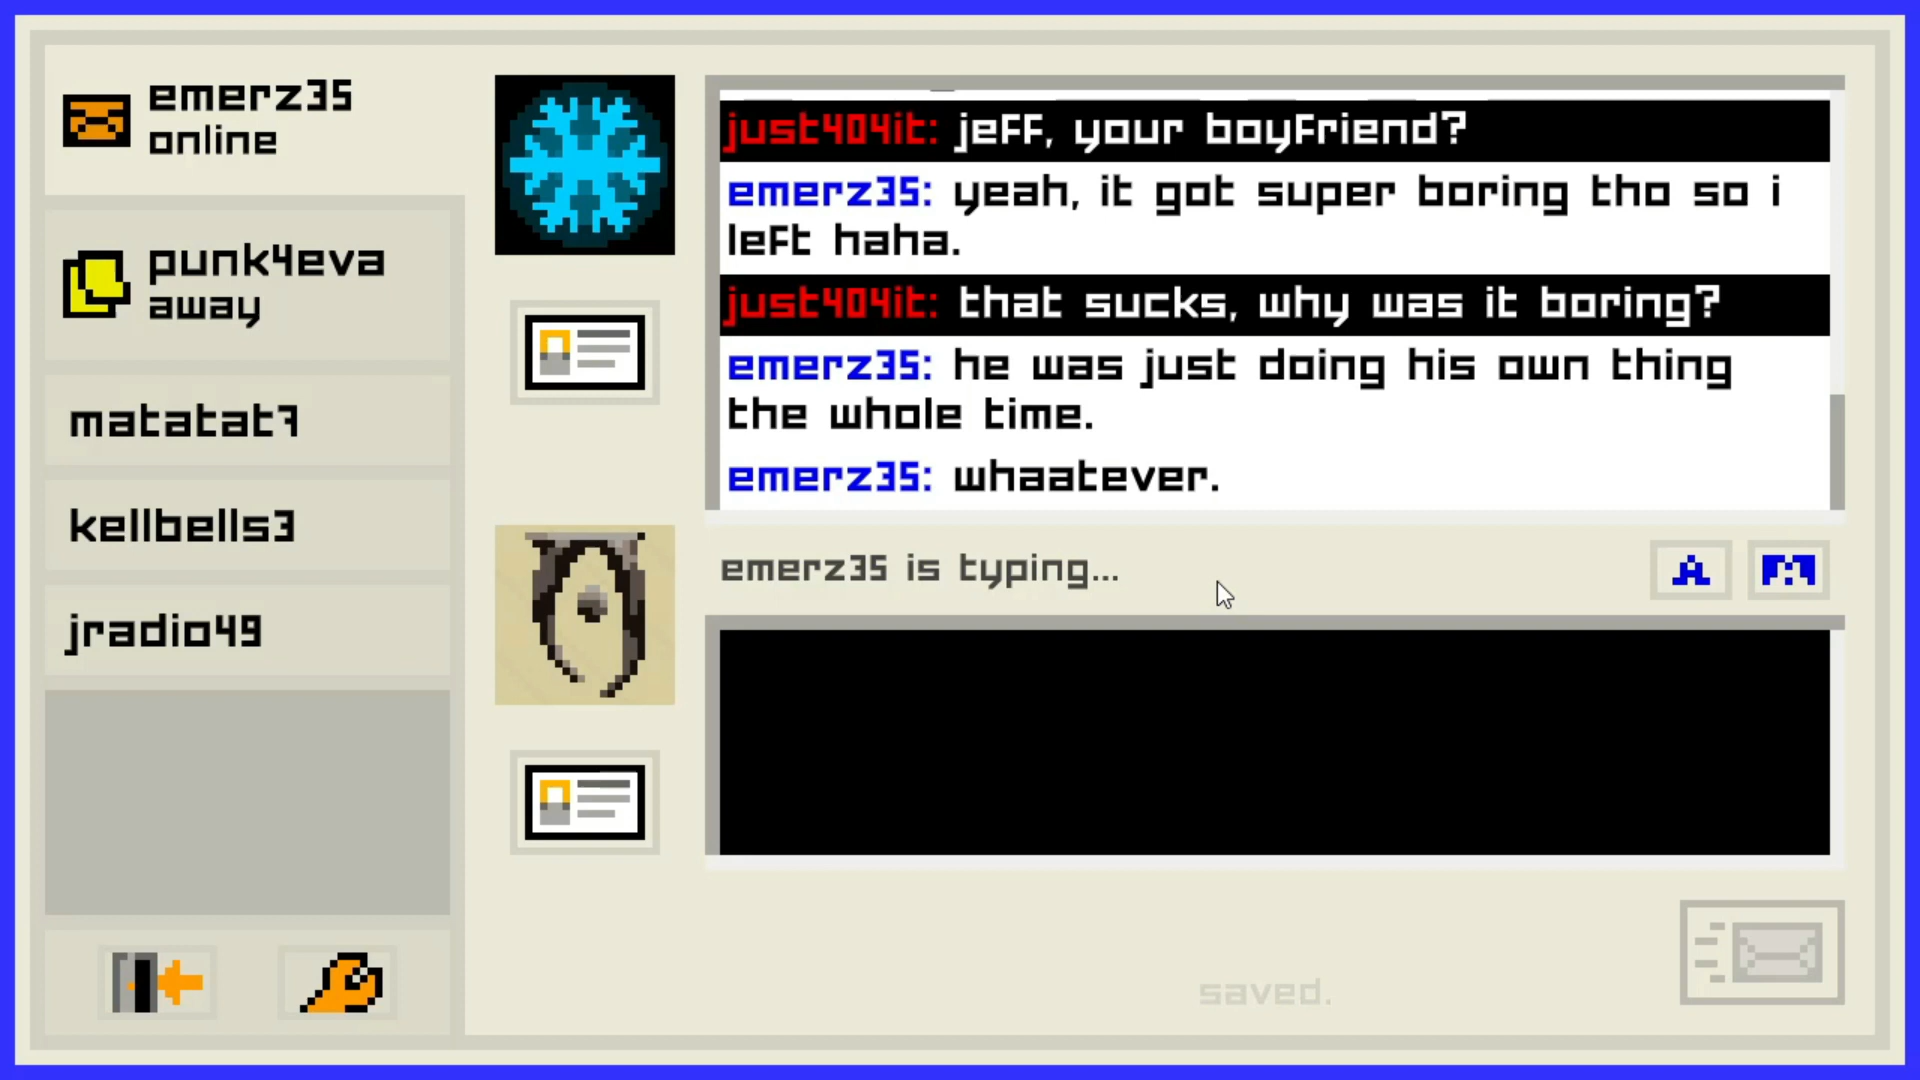 emerz35
online
punk4eva
away
matatat7
kellbells3
jradio49
just404it: jeff, your boyfriend?
emerz35: yeah, it got super boring tho so i
left haha.
just404it: that sucks, why was it boring?
emerz35: he was just doing his own thing
the whole time.
emerz35: whaatever.
emerz35 is typing...
A
saved.